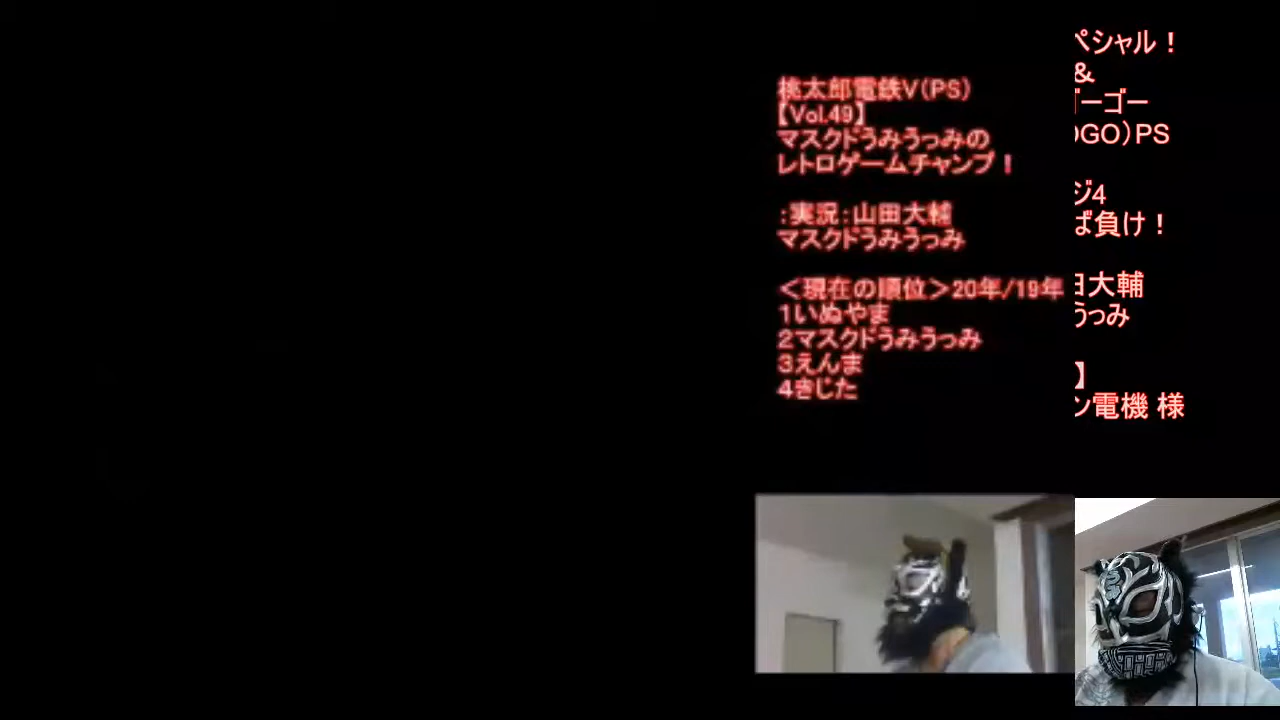 桃太郎電鉄V(PS)
【Vol.49】
マスクドうみうっみの
レトロゲームチャンプ！
:実況:山田大輔
マスクドうみうっみ
＜現在の順位＞20年/19年
1いぬやま
2マスクドうみうっみ
3えんま
4きじた
ペシャル！
&
ゴーゴー
OGO)PS
ジ4
ば負け！
田大輔
うっみ
】
ン電機 様